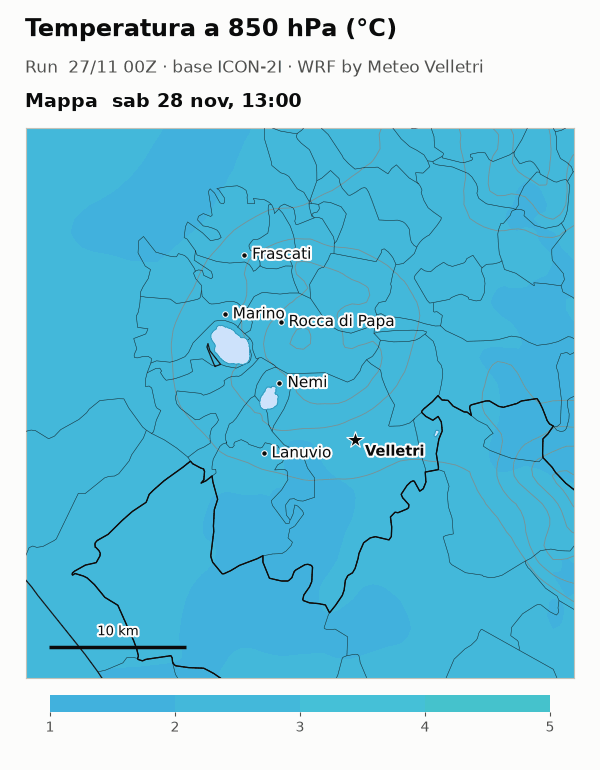 Temperatura a 850 hPa (°C)
Run  27/11 00Z · base ICON-2I · WRF by Meteo Velletri
Mappa  sab 28 nov, 13:00
Frascati
Marino
Rocca di Papa
Nemi
Velletri
Lanuvio
10 km
1 2 3 4 5